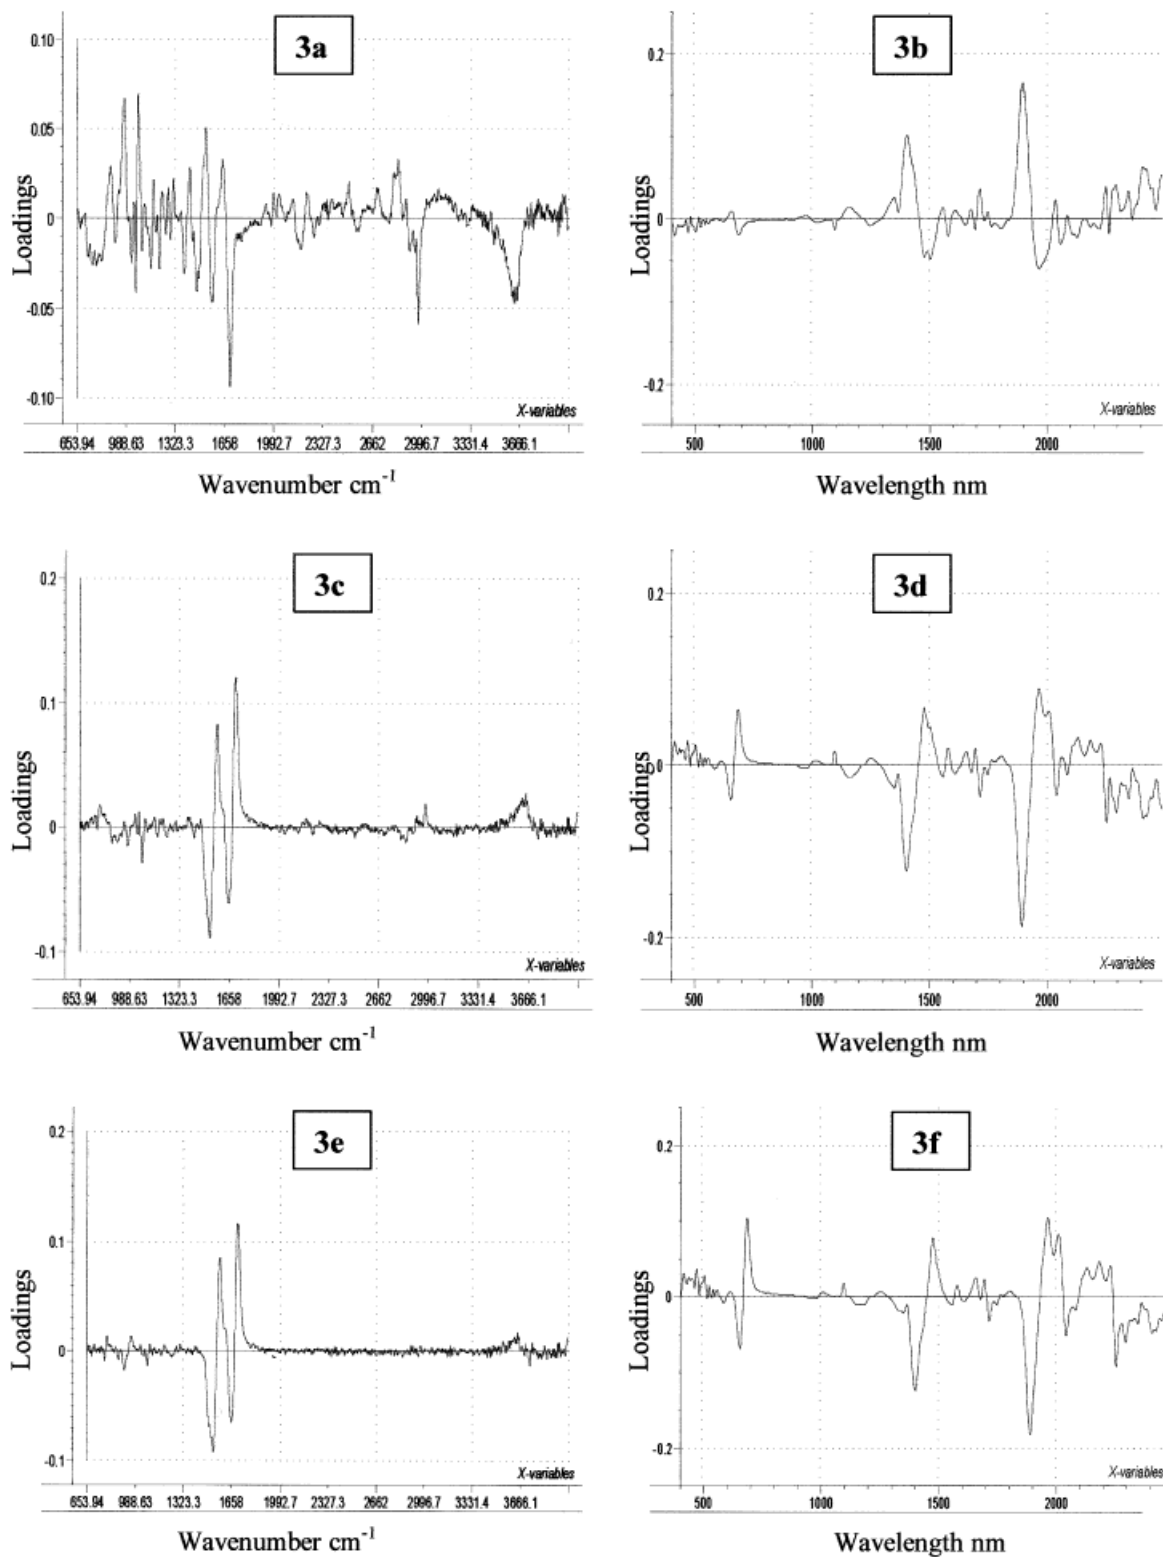 3a
0.10
0.05
0
-0.05
-0.10
Loadings
X-variables
653.94 988.63 1323.3 1658 1992.7 2327.3 2662 2996.7 3331.4 3666.1
Wavenumber cm-1
3b
0.2
0
-0.2
Loadings
X-variables
500 1000 1500 2000
Wavelength nm
3c
0.2
0.1
0
-0.1
Loadings
X-variables
653.94 988.63 1323.3 1658 1992.7 2327.3 2662 2996.7 3331.4 3666.1
Wavenumber cm-1
3d
0.2
0
-0.2
Loadings
X-variables
500 1000 1500 2000
Wavelength nm
3e
0.2
0.1
0
-0.1
Loadings
X-variables
653.94 988.63 1323.3 1658 1992.7 2327.3 2662 2996.7 3331.4 3666.1
Wavenumber cm-1
3f
0.2
0
-0.2
Loadings
X-variables
500 1000 1500 2000
Wavelength nm